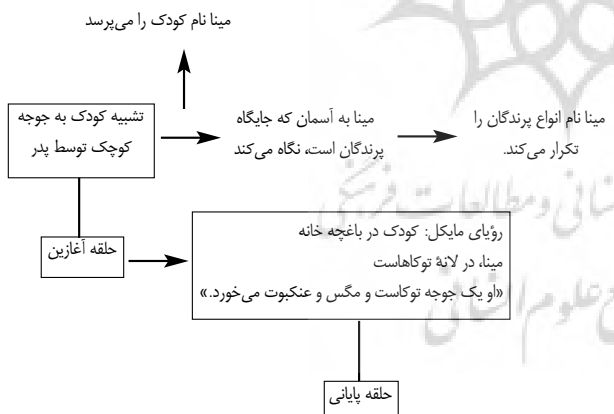 مینا نام کودک را می‌پرسد
تشبیه کودک به جوجه
کوچک توسط پدر
مینا به آسمان که جایگاه
پرندگان است، نگاه می‌کند
مینا نام انواع پرندگان را
تکرار می‌کند.
حلقه آغازین
رؤیای مایکل: کودک در باغچه خانه
مینا، در لانهٔ توکاهاست
«او یک جوجه توکاست و مگس و عنکبوت می‌خورد.»
حلقه پایانی